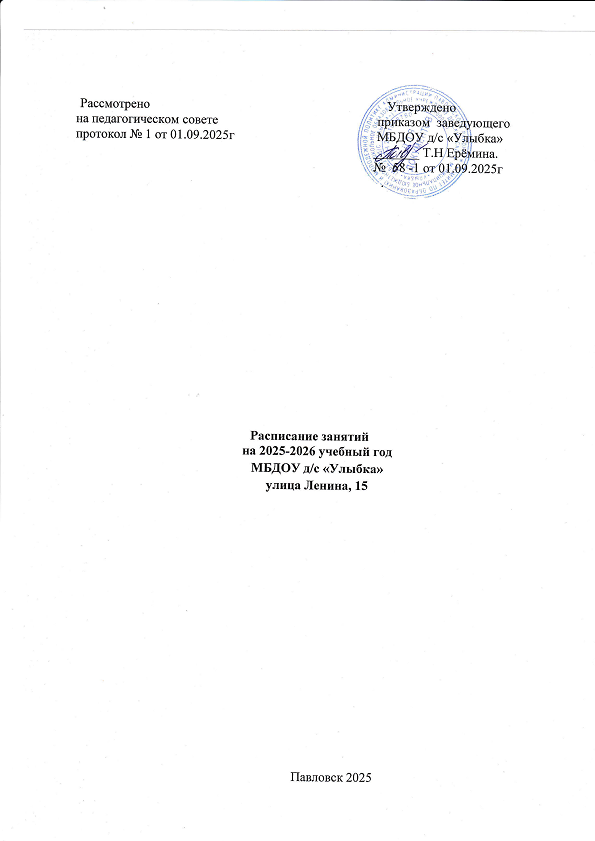 Рассмотрено
на педагогическом совете
протокол № 1 от 01.09.2025г
Утверждено
приказом заведующего
МБДОУ д/с «Улыбка»
Т.Н Ерёмина.
№ 68 -1 от 01.09.2025г
Расписание занятий
на 2025-2026 учебный год
МБДОУ д/с «Улыбка»
улица Ленина, 15
Павловск 2025